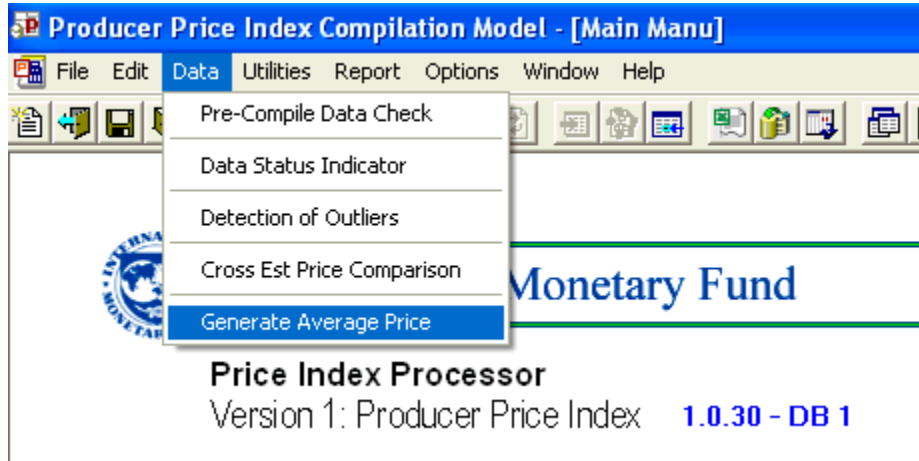 Producer Price Index Compilation Model - [Main Manu]
File Edit Data Utilities Report Options Window Help
Pre-Compile Data Check
Data Status Indicator
Detection of Outliers
Cross Est Price Comparison
Generate Average Price
Monetary Fund
Price Index Processor
Version 1: Producer Price Index 1.0.30 - DB 1